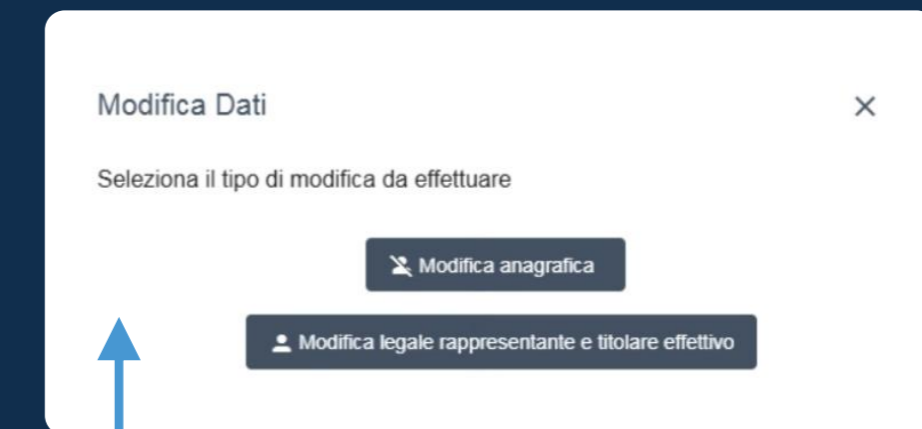 Modifica Dati
Seleziona il tipo di modifica da effettuare
Modifica anagrafica
Modifica legale rappresentante e titolare effettivo